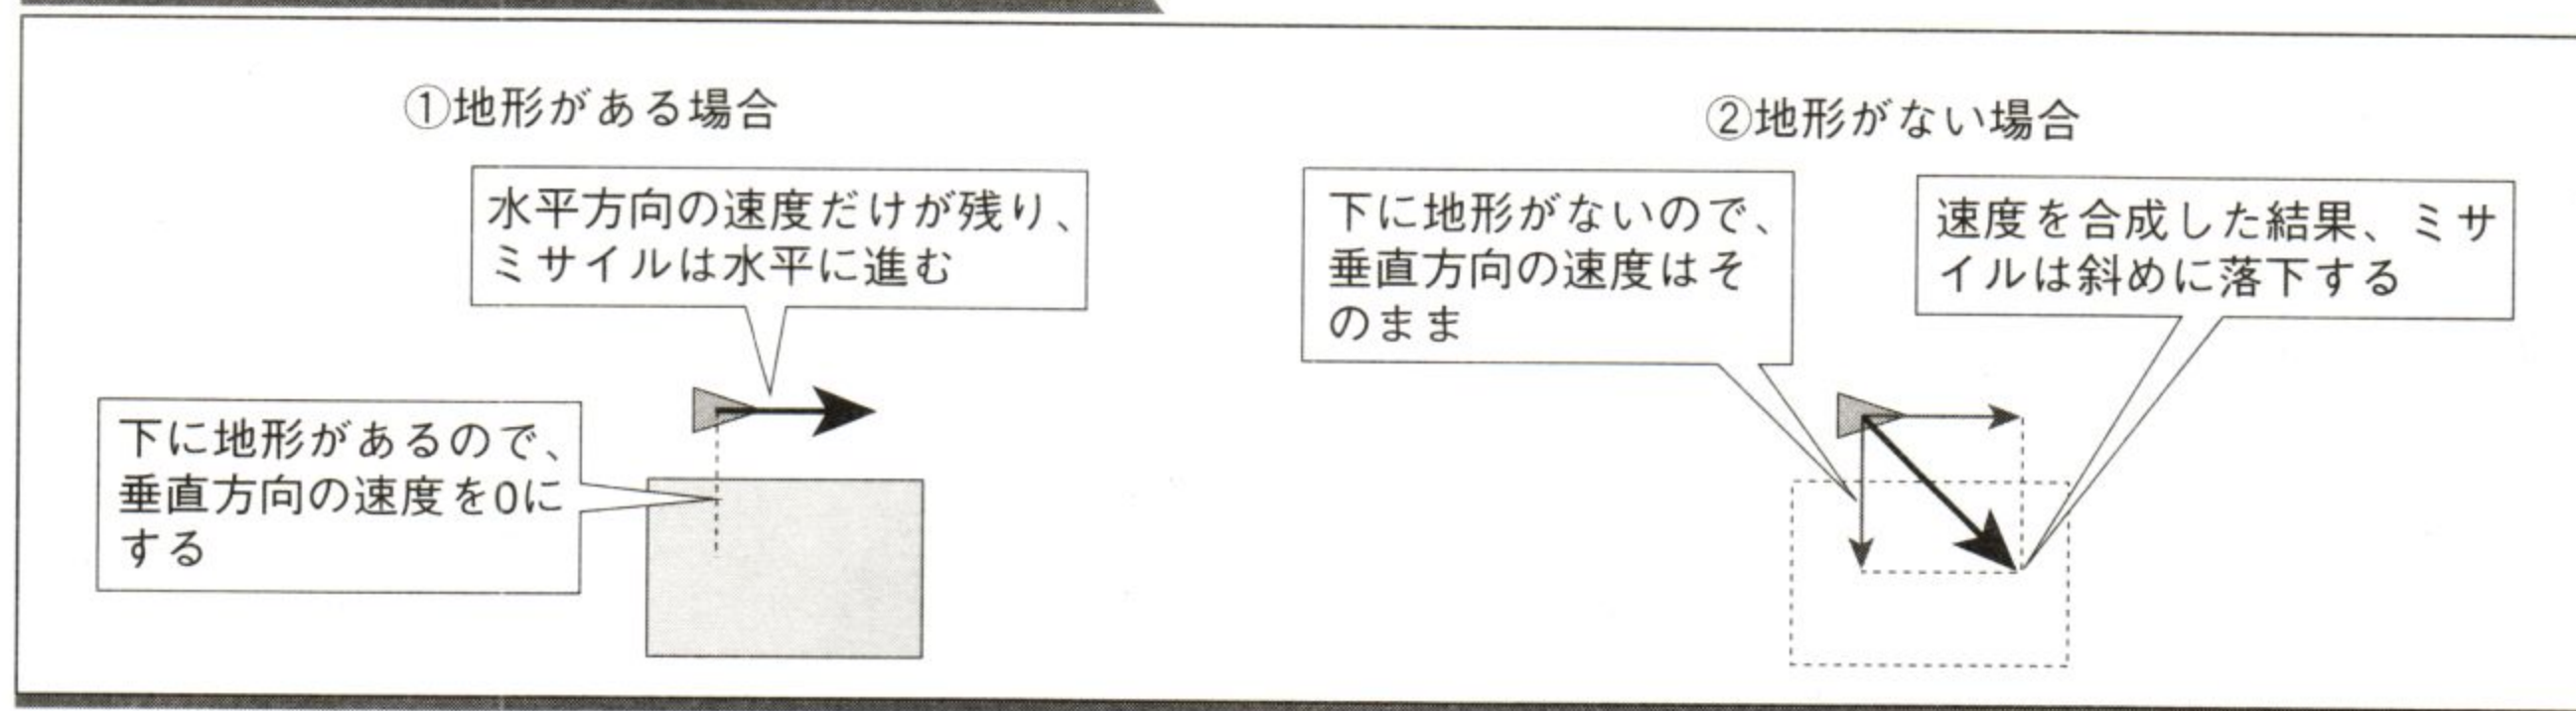 ①地形がある場合
水平方向の速度だけが残り、
ミサイルは水平に進む
下に地形があるので、
垂直方向の速度を0に
する
②地形がない場合
下に地形がないので、
垂直方向の速度はそ
のまま
速度を合成した結果、ミサ
イルは斜めに落下する